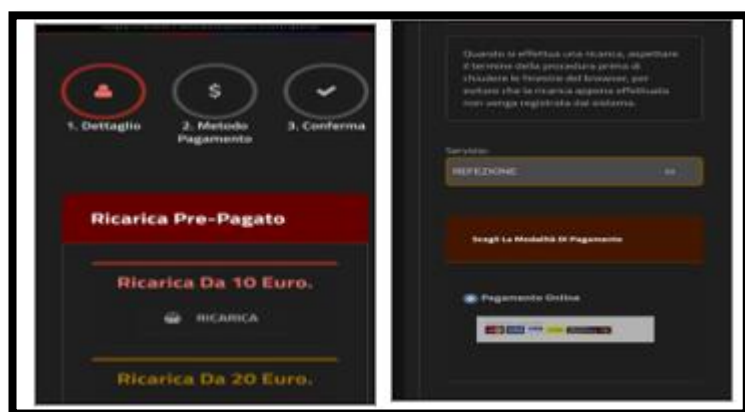 1. Dettaglio
2. Metodo
Pagamento
3. Conferma
Ricarica Pre-Pagato
Ricarica Da 10 Euro.
RICARICA
Ricarica Da 20 Euro.
Quando si effettua una ricarica, aspettare
il termine della procedura prima di
chiudere le finestre del browser, per
evitare che la ricarica appena effettuata
non venga registrata dal sistema.
Servizio:
REFEZIONE
Scegli La Modalità Di Pagamento
Pagamento Online